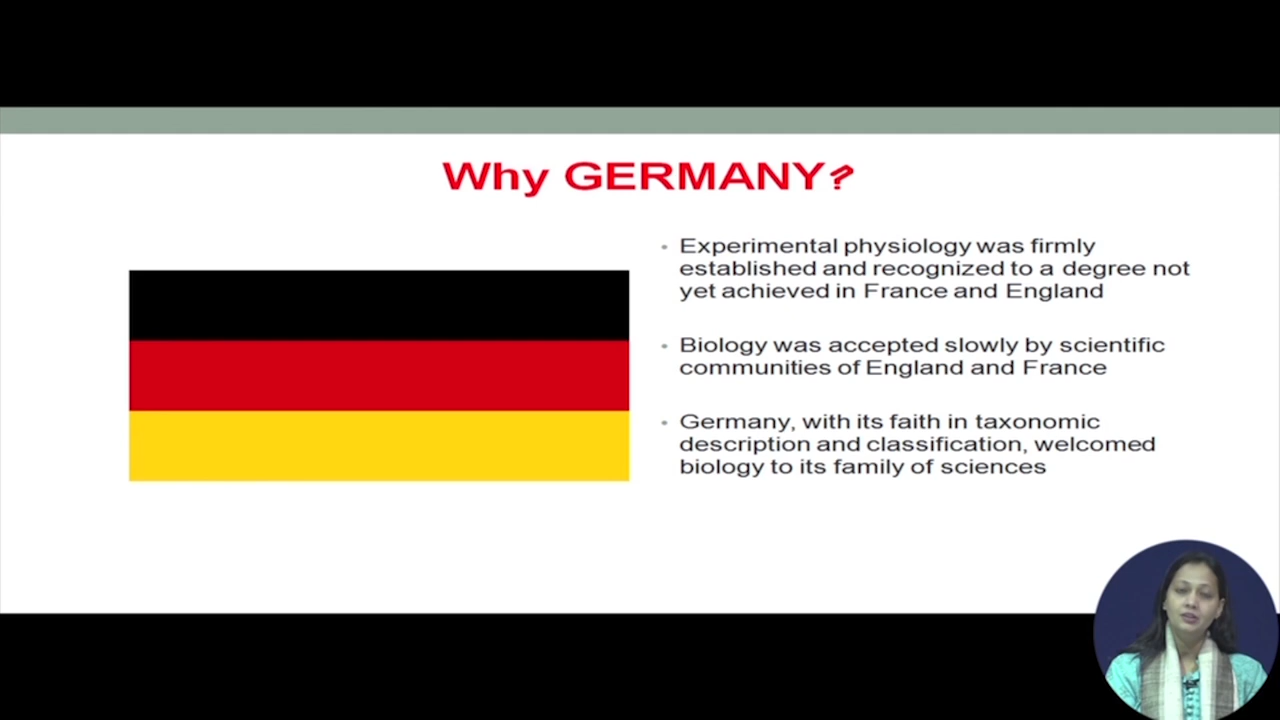 Why GERMANY?
• Experimental physiology was firmly
established and recognized to a degree not
yet achieved in France and England
• Biology was accepted slowly by scientific
communities of England and France
• Germany, with its faith in taxonomic
description and classification, welcomed
biology to its family of sciences